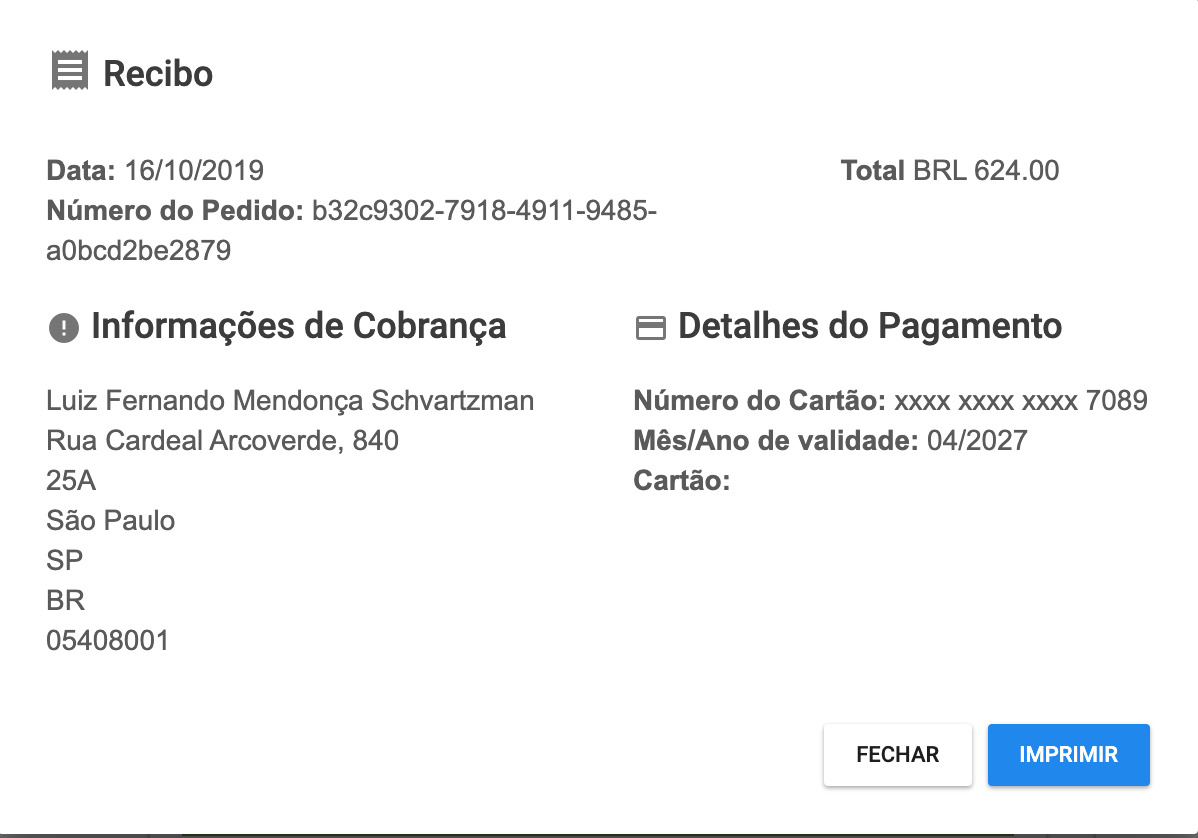 Recibo
Data: 16/10/2019
Total BRL 624.00
Número do Pedido: b32c9302-7918-4911-9485-
a0bcd2be2879
Informações de Cobrança
Luiz Fernando Mendonça Schvartzman
Rua Cardeal Arcoverde, 840
25A
São Paulo
SP
BR
05408001
Detalhes do Pagamento
Número do Cartão: xxxx xxxx xxxx 7089
Mês/Ano de validade: 04/2027
Cartão:
FECHAR
IMPRIMIR